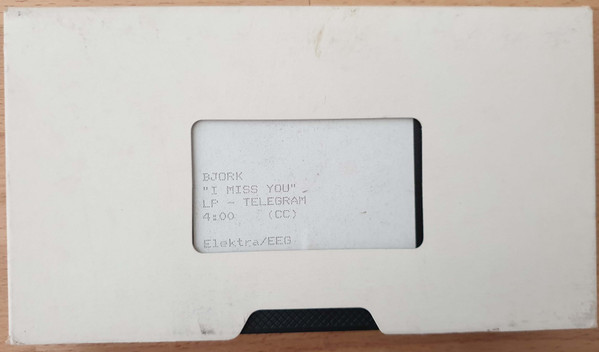 BJORK
"I MISS YOU"
LP - TELEGRAM
4:00 (CC)
Elektra/EEG